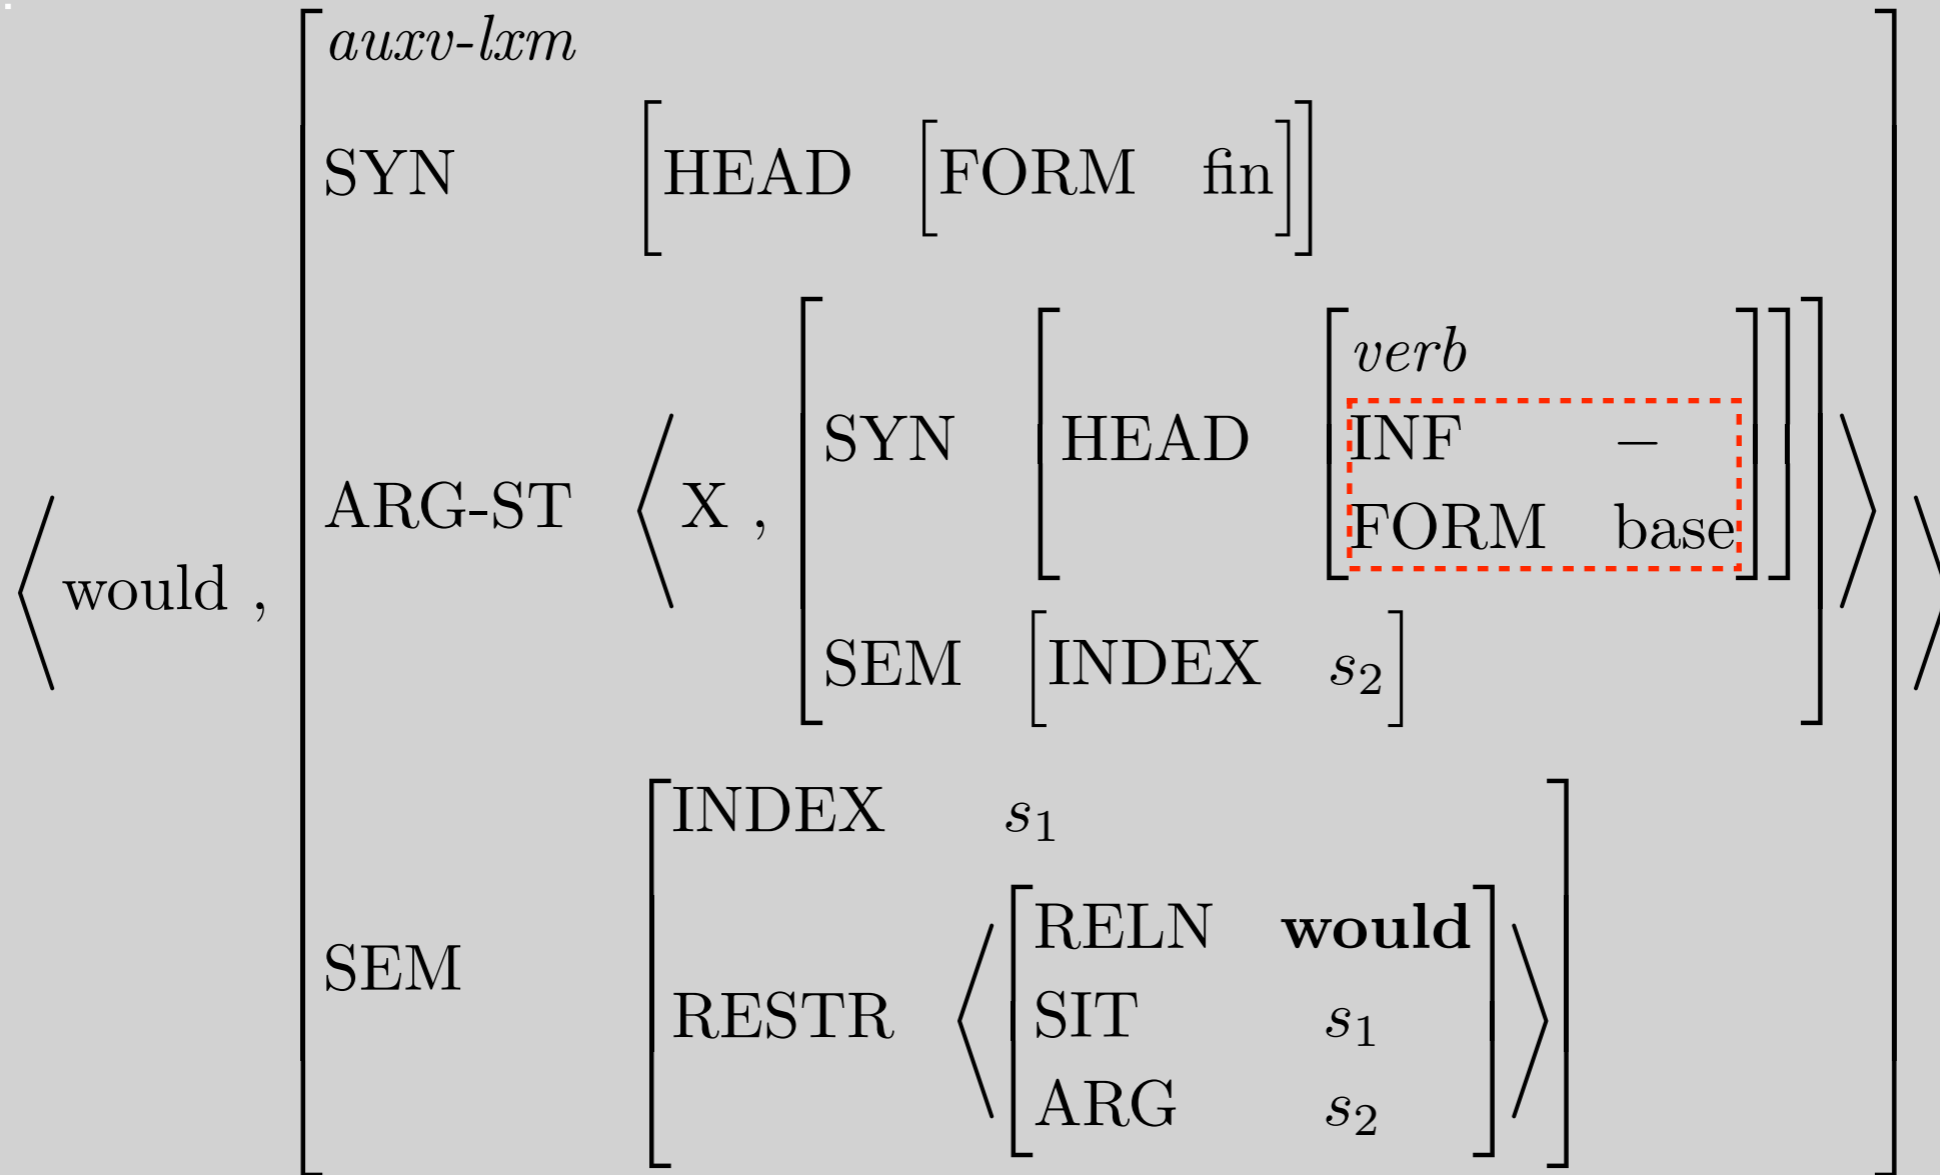 auxv-lxm
SYN [HEAD [FORM fin]]
verb
SYN [HEAD [INF –
ARG-ST ⟨X , FORM base]]⟩
⟨would ,
SEM [INDEX s₂]
INDEX s₁
RELN would
SEM
RESTR ⟨[SIT s₁]⟩
ARG s₂